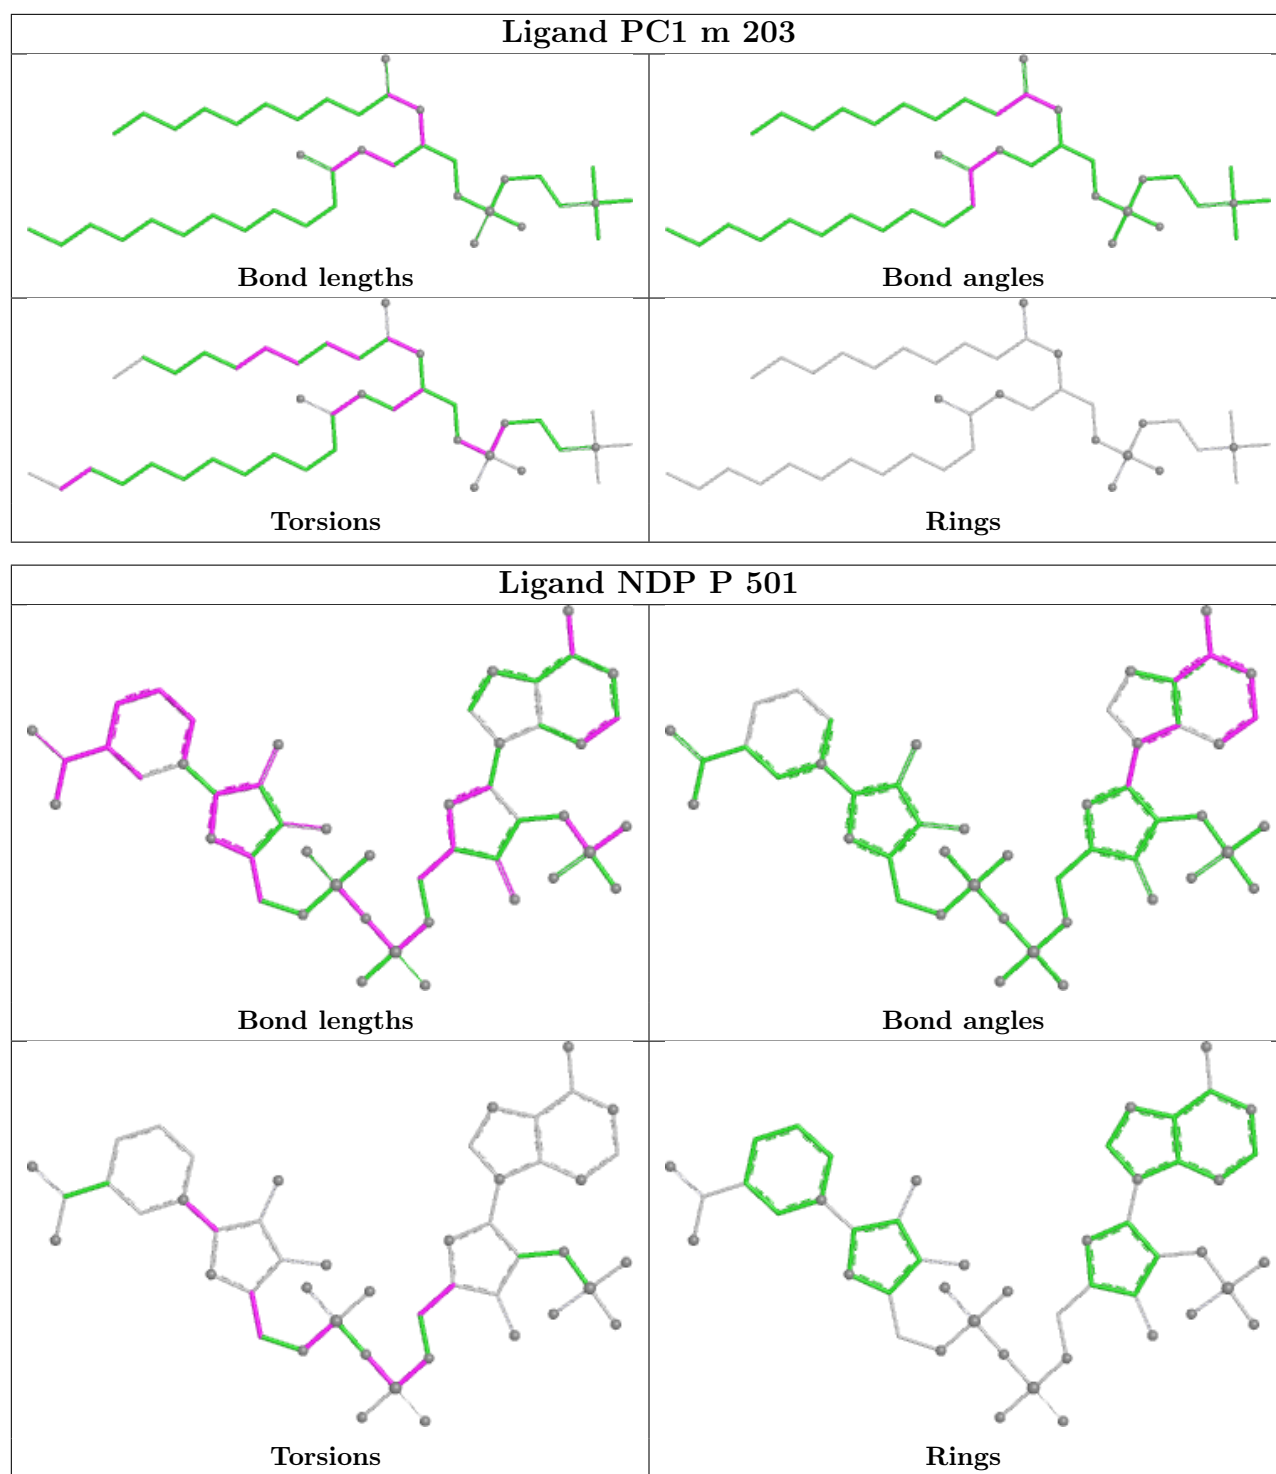 Ligand PC1 m 203
Bond lengths
Bond angles
Torsions
Rings
Ligand NDP P 501
Bond lengths
Bond angles
Torsions
Rings